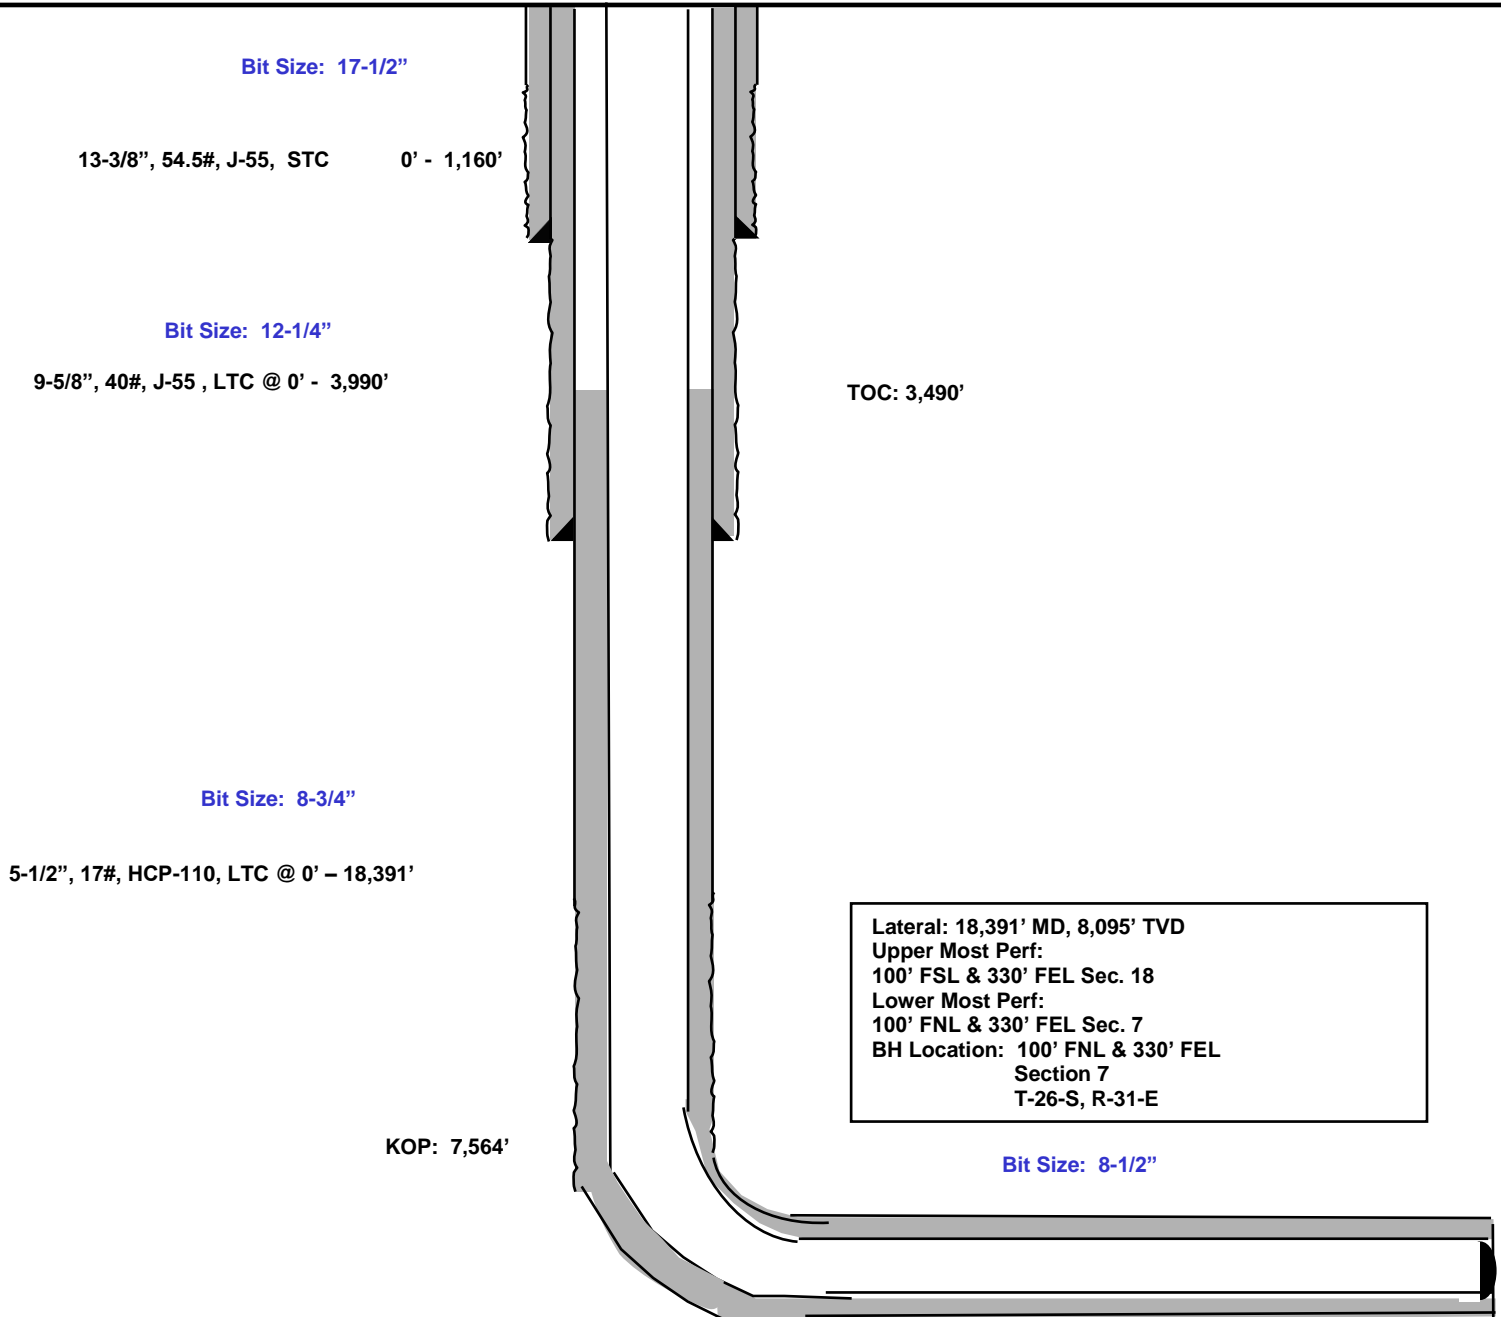 Bit Size: 17-1/2”
13-3/8”, 54.5#, J-55, STC 0’ - 1,160’
Bit Size: 12-1/4”
9-5/8”, 40#, J-55 , LTC @ 0’ - 3,990’
TOC: 3,490’
Bit Size: 8-3/4”
5-1/2”, 17#, HCP-110, LTC @ 0’ – 18,391’
Lateral: 18,391’ MD, 8,095’ TVD
Upper Most Perf:
100’ FSL & 330’ FEL Sec. 18
Lower Most Perf:
100’ FNL & 330’ FEL Sec. 7
BH Location: 100’ FNL & 330’ FEL
Section 7
T-26-S, R-31-E
KOP: 7,564’
Bit Size: 8-1/2”